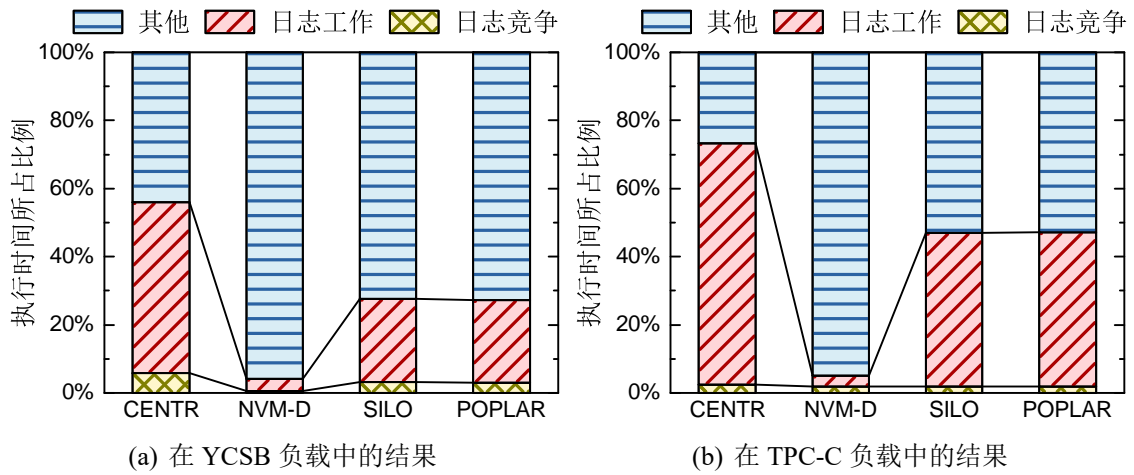 其他 日志工作 日志竞争
100%
80%
60%
40%
20%
0%
执行时间所占比例
CENTR NVM-D SILO POPLAR
(a) 在 YCSB 负载中的结果
其他 日志工作 日志竞争
100%
80%
60%
40%
20%
0%
执行时间所占比例
CENTR NVM-D SILO POPLAR
(b) 在 TPC-C 负载中的结果